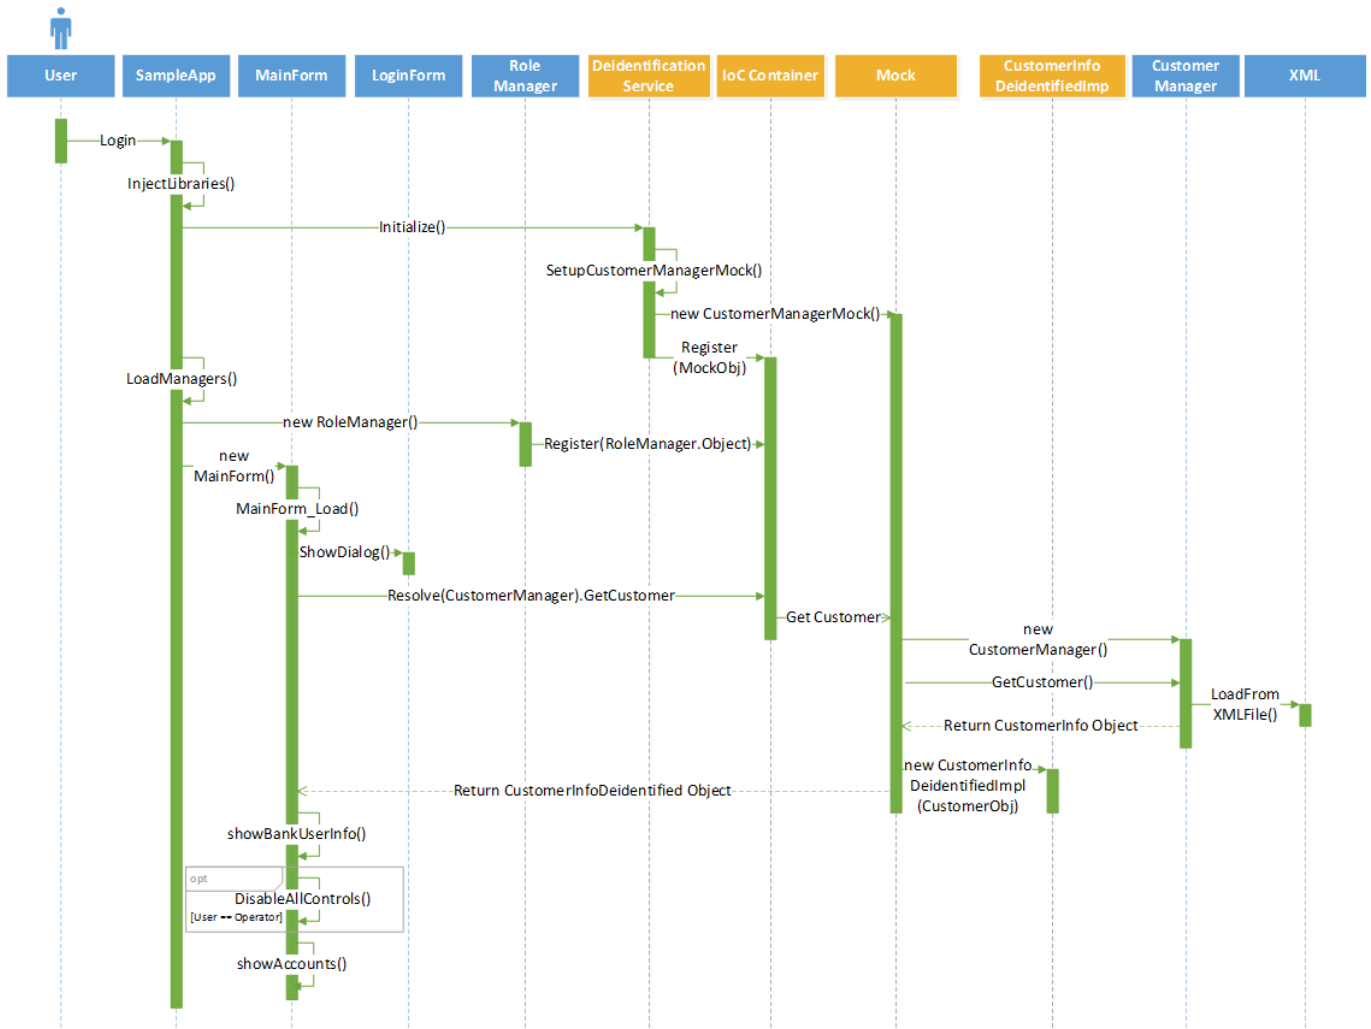 User
SampleApp
MainForm
LoginForm
Role
Manager
Deidentification
Service
IoC Container
Mock
CustomerInfo
DeidentifiedImp
Customer
Manager
XML
Login
InjectLibraries()
Initialize()
SetupCustomerManagerMock()
new CustomerManagerMock()
Register
(MockObj)
LoadManagers()
new RoleManager()
Register(RoleManager.Object)
new
MainForm()
MainForm_Load()
ShowDialog()
Resolve(CustomerManager).GetCustomer
Get Customer
new
CustomerManager()
GetCustomer()
LoadFrom
XMLFile()
Return CustomerInfo Object
new CustomerInfo
DeidentifiedImpl
(CustomerObj)
Return CustomerInfoDeidentified Object
showBankUserInfo()
opt
DisableAllControls()
[User == Operator]
showAccounts()